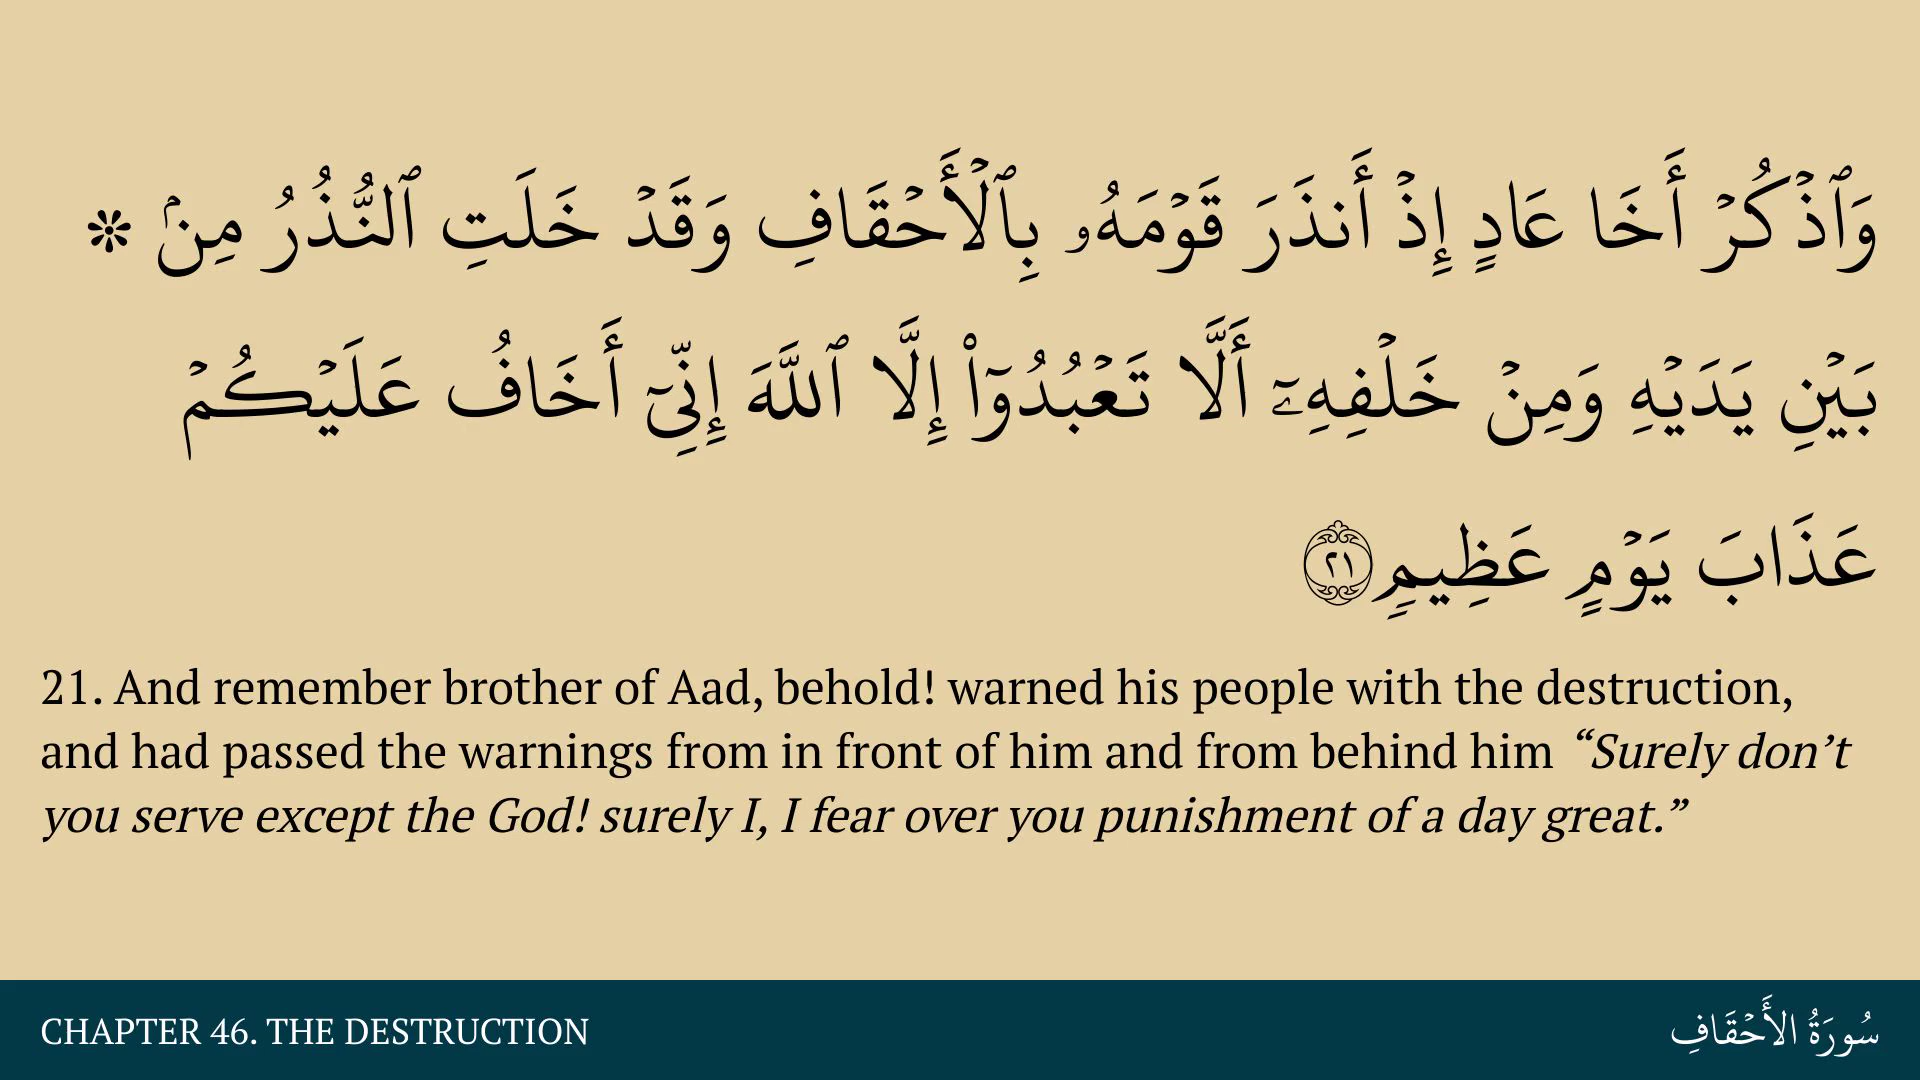 وَٱذۡكُرۡ أَخَا عَادٍ إِذۡ أَنذَرَ قَوۡمَهُۥ بِٱلۡأَحۡقَافِ وَقَدۡ خَلَتِ ٱلنُّذُرُ مِنۢ ۞
بَيۡنِ يَدَيۡهِ وَمِنۡ خَلۡفِهِۦٓ أَلَّا تَعۡبُدُوٓاْ إِلَّا ٱللَّهَ إِنِّيٓ أَخَافُ عَلَيۡكُمۡ
عَذَابَ يَوۡمٍ عَظِيمٖ ٢١
21. And remember brother of Aad, behold! warned his people with the destruction,
and had passed the warnings from in front of him and from behind him “Surely don’t
you serve except the God! surely I, I fear over you punishment of a day great.”
CHAPTER 46. THE DESTRUCTION
سُورَةُ الأَحۡقَافِ